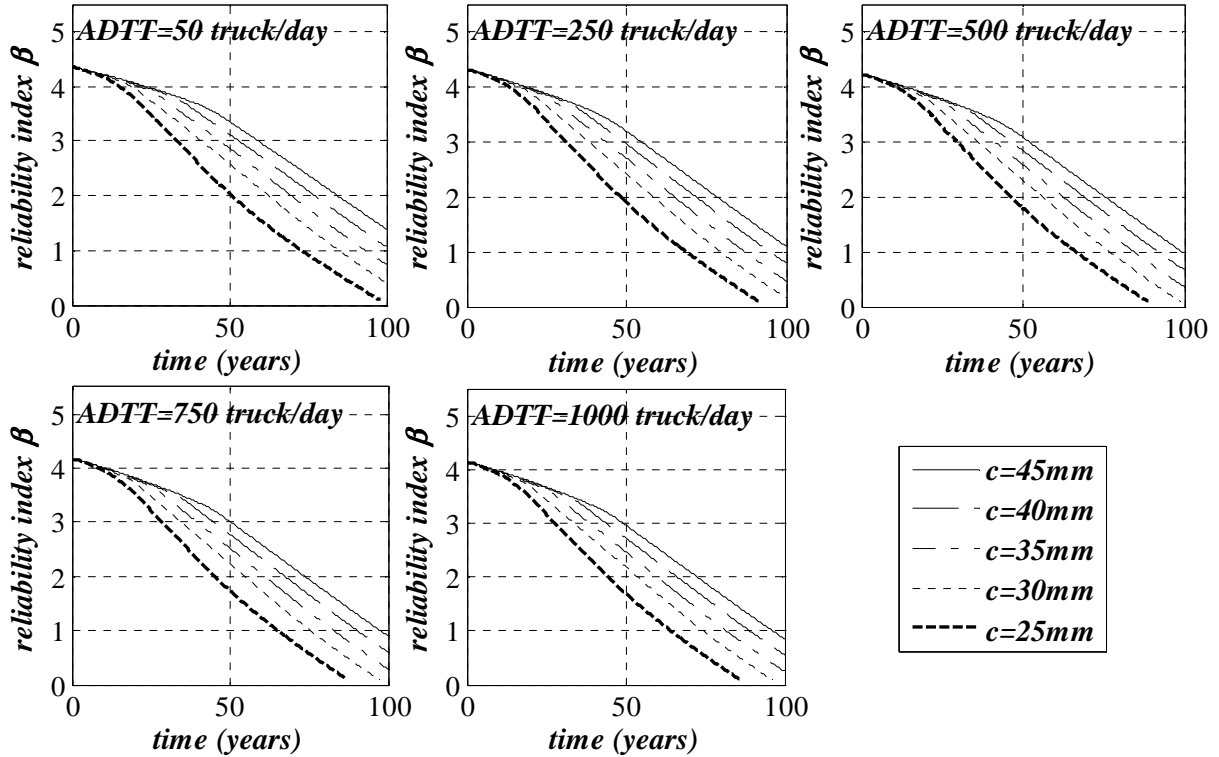 ADTT=50 truck/day
5
4
3
2
1
0
0 50 100
reliability index β
time (years)
ADTT=250 truck/day
5
4
3
2
1
0
0 50 100
reliability index β
time (years)
ADTT=500 truck/day
5
4
3
2
1
0
0 50 100
reliability index β
time (years)
ADTT=750 truck/day
5
4
3
2
1
0
0 50 100
reliability index β
time (years)
ADTT=1000 truck/day
5
4
3
2
1
0
0 50 100
reliability index β
time (years)
c=45mm
c=40mm
c=35mm
c=30mm
c=25mm